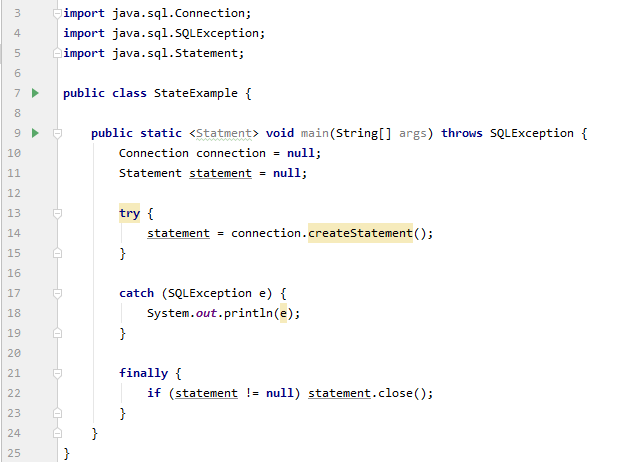 3 import java.sql.Connection;
4 import java.sql.SQLException;
5 import java.sql.Statement;
6
7 public class StateExample {
8
9 public static <Statment> void main(String[] args) throws SQLException {
10 Connection connection = null;
11 Statement statement = null;
12
13 try {
14 statement = connection.createStatement();
15 }
16
17 catch (SQLException e) {
18 System.out.println(e);
19 }
20
21 finally {
22 if (statement != null) statement.close();
23 }
24 }
25 }